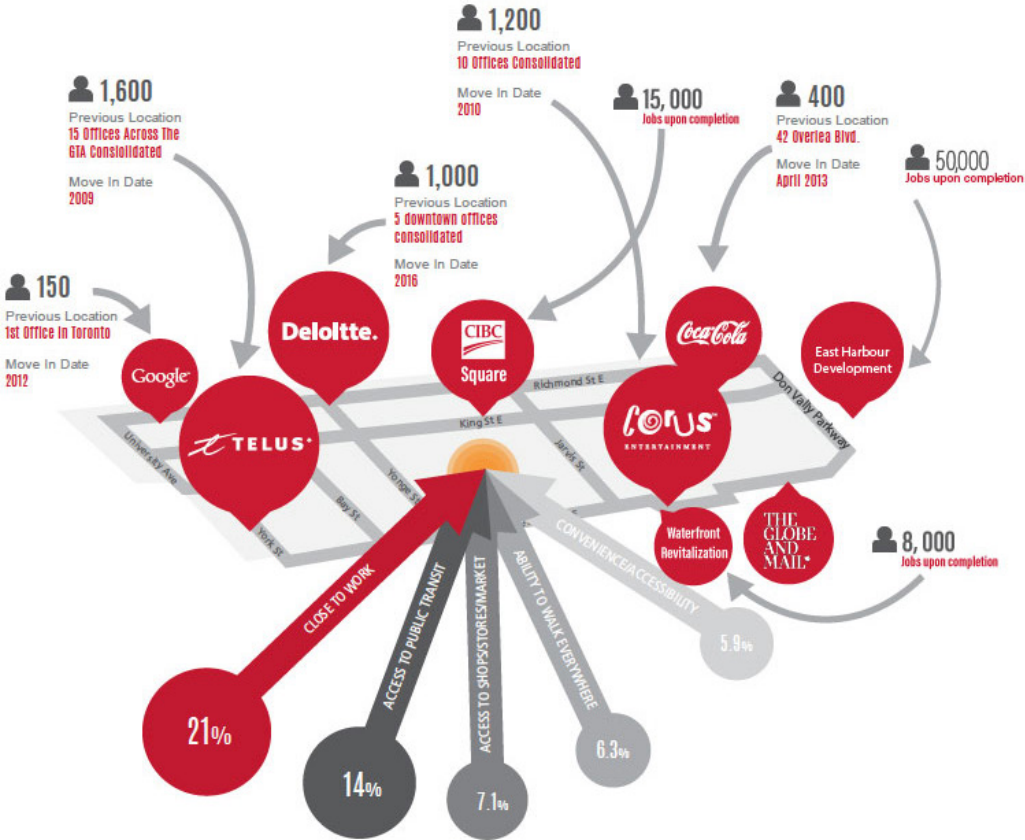 1,200
Previous Location
10 Offices Consolidated
Move In Date
2010
1,600
Previous Location
15 Offices Across The
GTA Consiolidated
Move In Date
2009
15, 000
Jobs upon completion
400
Previous Location
42 Overlea Blvd.
Move In Date
April 2013
50,000
Jobs upon completion
1,000
Previous Location
5 downtown offices
consolidated
Move In Date
2016
150
Previous Location
1st Office In Toronto
Move In Date
2012
Google
Deloitte.
CIBC
Square
Coca-Cola
East Harbour
Development
TELUS
corus
ENTERTAINMENT
Richmond St E
King St E
Don Vally Parkway
University Ave
York St
Bay St
Yonge St
Jarvis St
Waterfront
Revitalization
THE
GLOBE
AND
MAIL*
8, 000
Jobs upon completion
CLOSE TO WORK
ACCESS TO PUBLIC TRANSIT
ACCESS TO SHOPS/STORES/MARKET
ABILITY TO WALK EVERYWHERE
CONVENIENCE/ACCESSIBILITY
21%
14%
7.1%
6.3%
5.9%